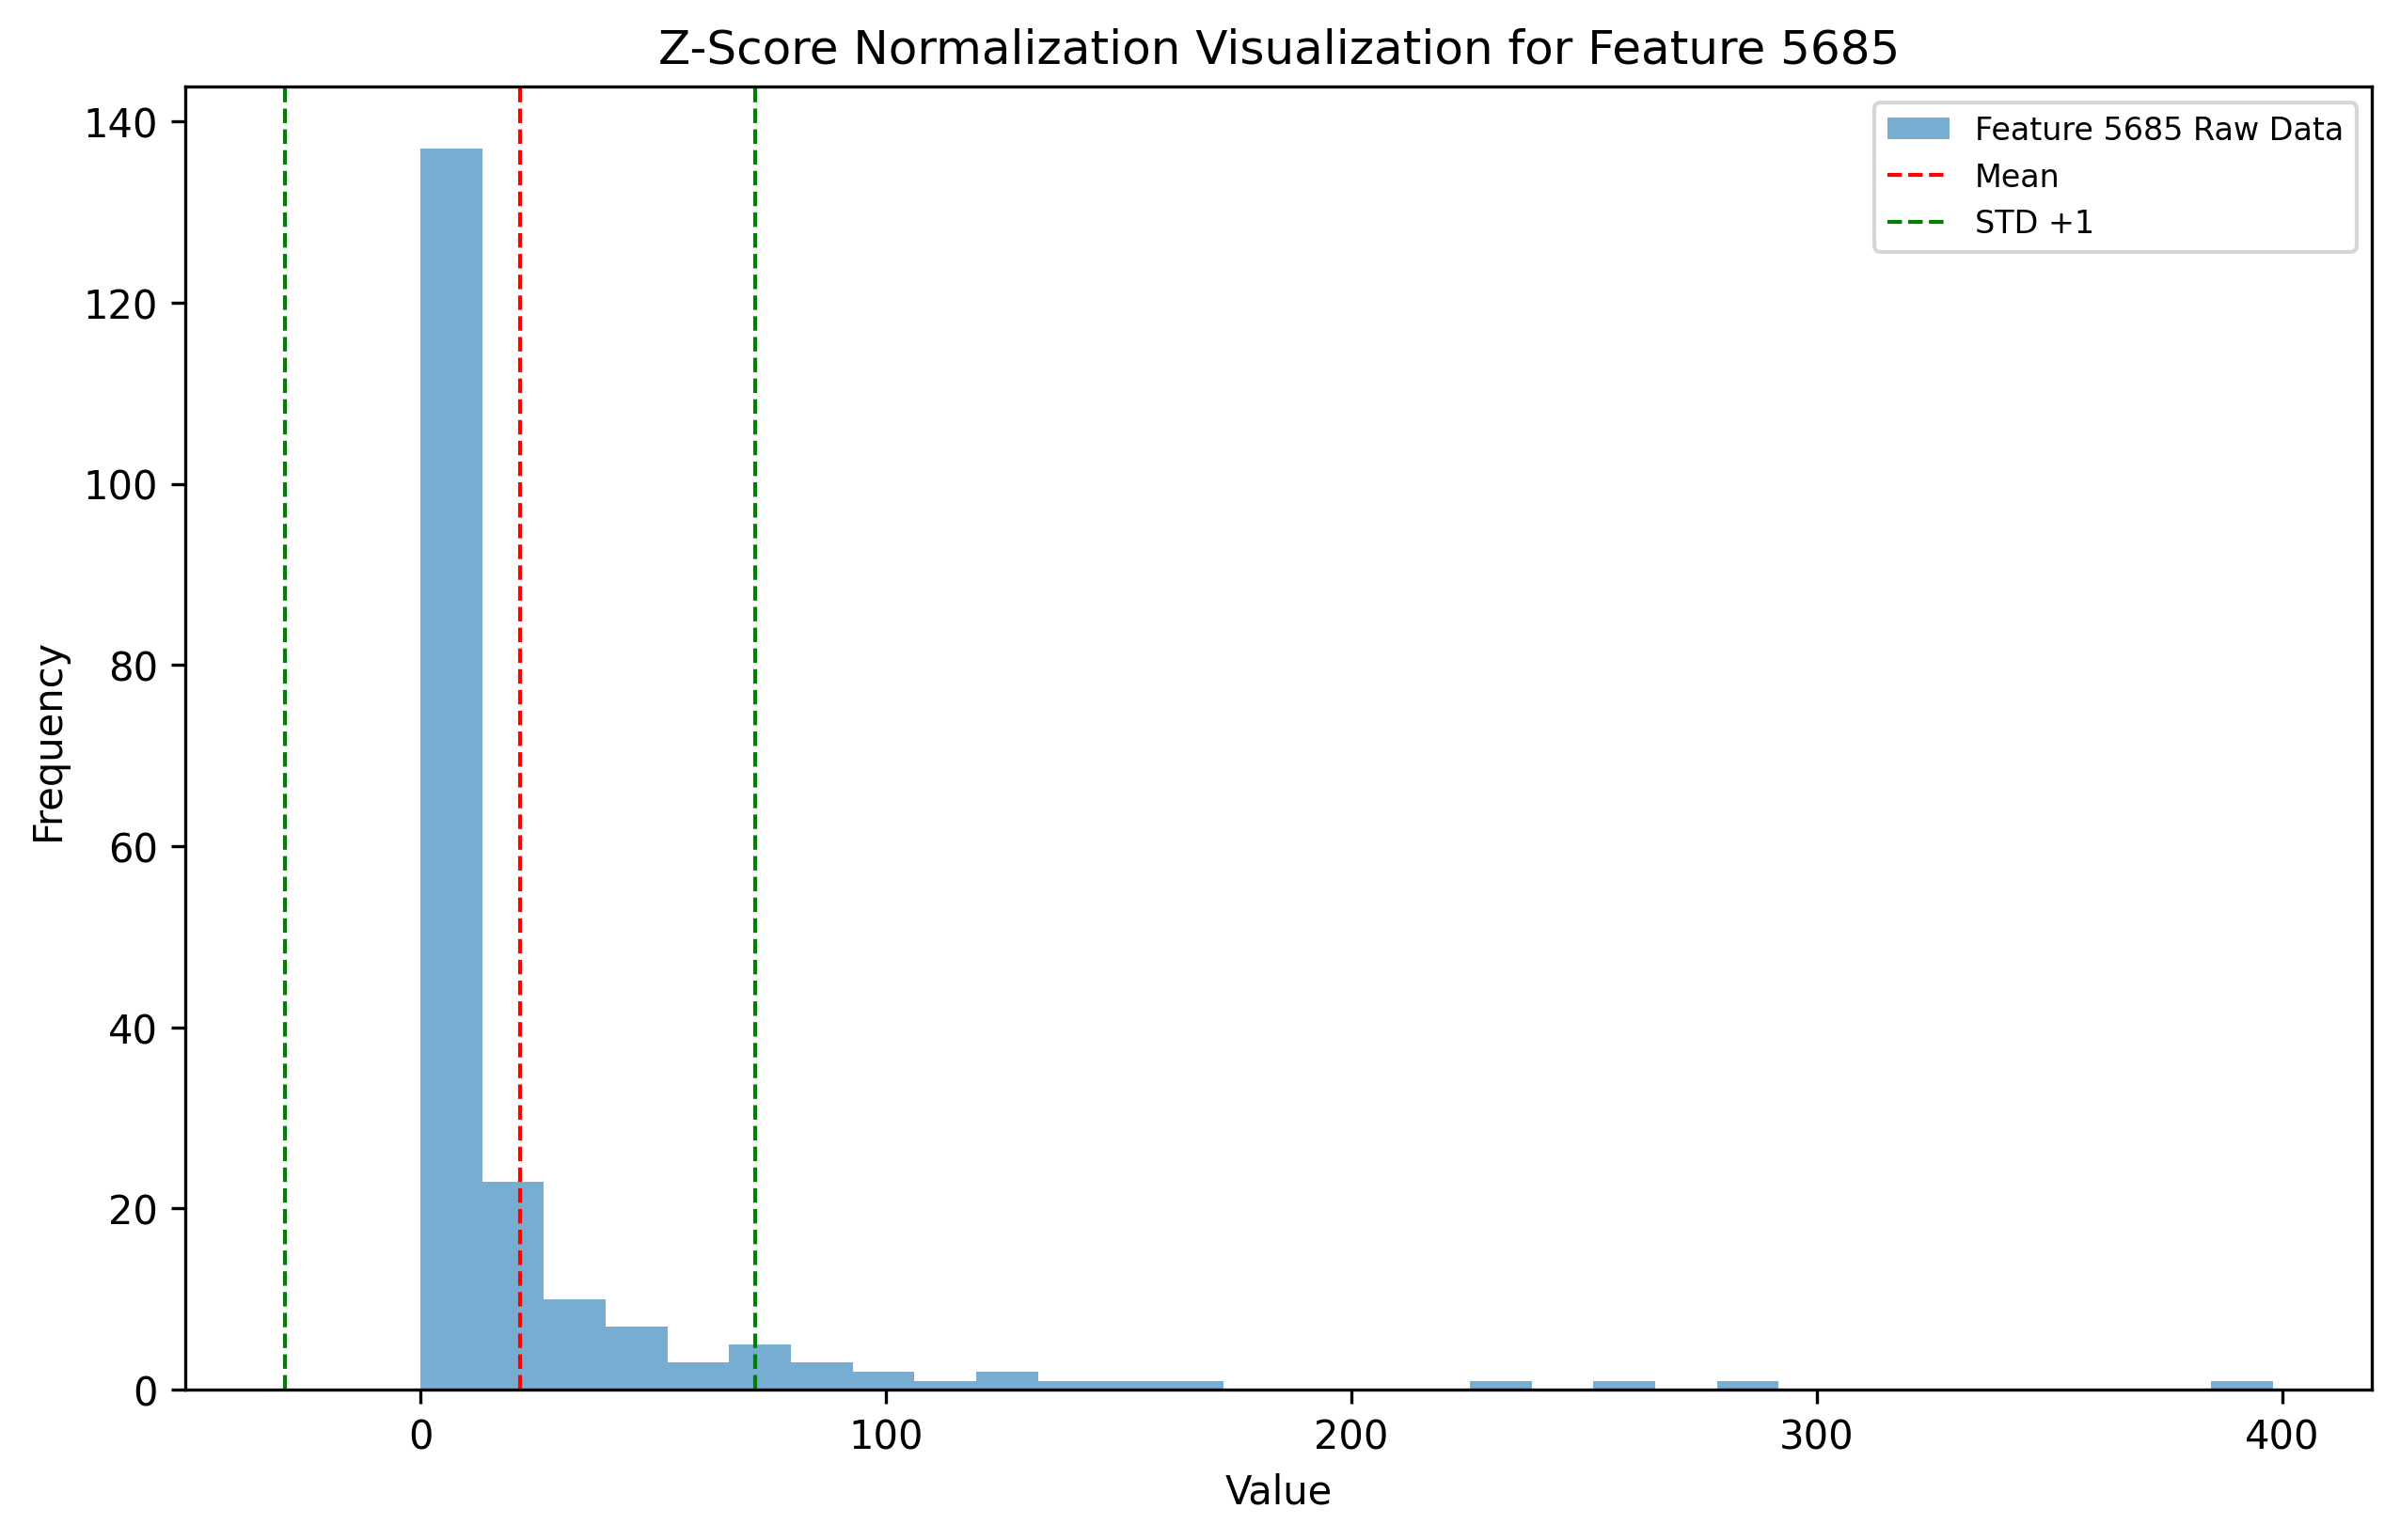 Z-Score Normalization Visualization for Feature 5685
Feature 5685 Raw Data
Mean
STD +1
140
120
100
80
60
40
20
0
Frequency
0 100 200 300 400
Value